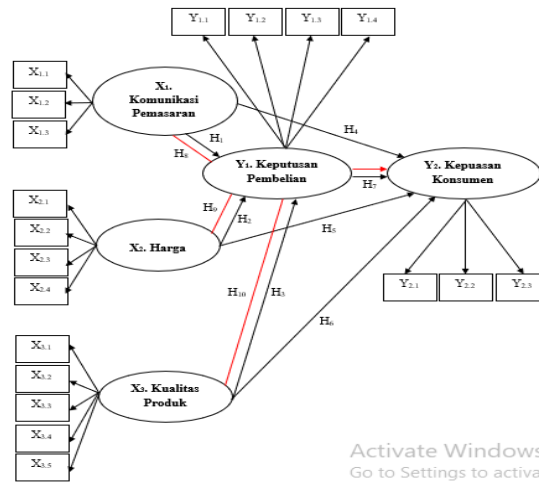 Y1.1
Y1.2
Y1.3
Y1.4
X1.1
X1.2
X1.3
X1.
Komunikasi
Pemasaran
H1
H8
H4
Y1. Keputusan
Pembelian
H7
Y2. Kepuasan
Konsumen
X2.1
X2.2
X2.3
X2.4
X2. Harga
H9
H2
H5
H10
H3
H6
Y2.1
Y2.2
Y2.3
X3.1
X3.2
X3.3
X3.4
X3.5
X3. Kualitas
Produk
Activate Windows
Go to Settings to activa